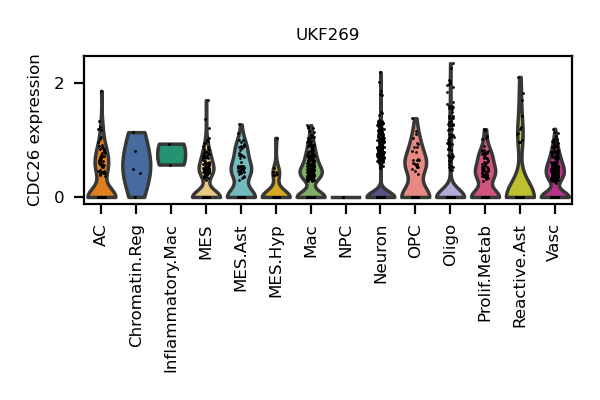 UKF269
CDC26 expression
2
0
AC
Chromatin.Reg
Inflammatory.Mac
MES
MES.Ast
MES.Hyp
Mac
NPC
Neuron
OPC
Oligo
Prolif.Metab
Reactive.Ast
Vasc